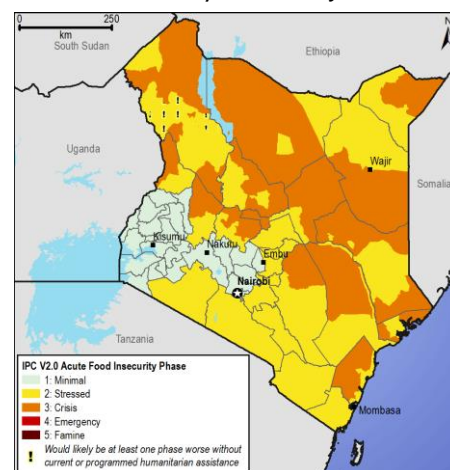 0 250
km
N
South Sudan
Ethiopia
Uganda
Wajir
Somalia
Kisumu
Nakuru
Embu
Nairobi
Tanzania
Mombasa
IPC V2.0 Acute Food Insecurity Phase
1: Minimal
2: Stressed
3: Crisis
4: Emergency
5: Famine
! Would likely be at least one phase worse without
current or programmed humanitarian assistance